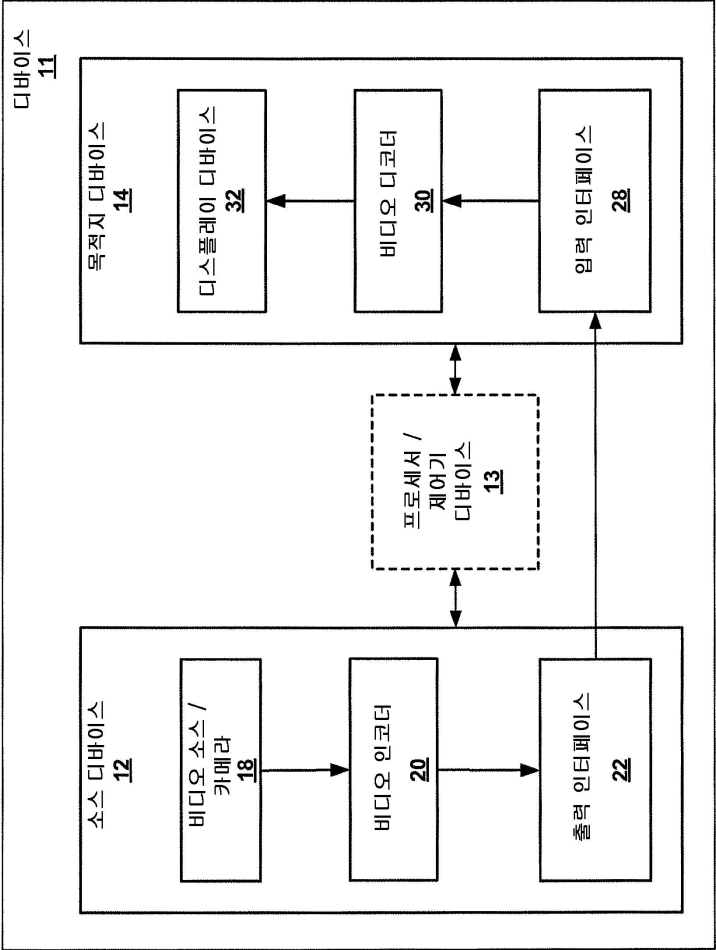 디바이스
11
소스 디바이스
12
비디오 소스 /
카메라
18
비디오 인코더
20
출력 인터페이스
22
프로세서 /
제어기
디바이스
13
목적지 디바이스
14
디스플레이 디바이스
32
비디오 디코더
30
입력 인터페이스
28